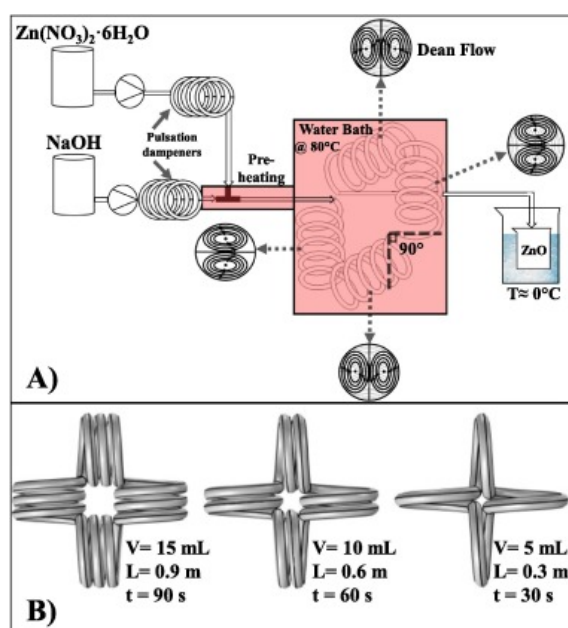 Zn(NO3)2·6H2O
Dean Flow
Pulsation
dampeners
Water Bath
@ 80°C
NaOH
Pre-
heating
90°
ZnO
T≈ 0°C
A)
V= 15 mL
L= 0.9 m
t = 90 s
V= 10 mL
L= 0.6 m
t = 60 s
V= 5 mL
L= 0.3 m
t = 30 s
B)